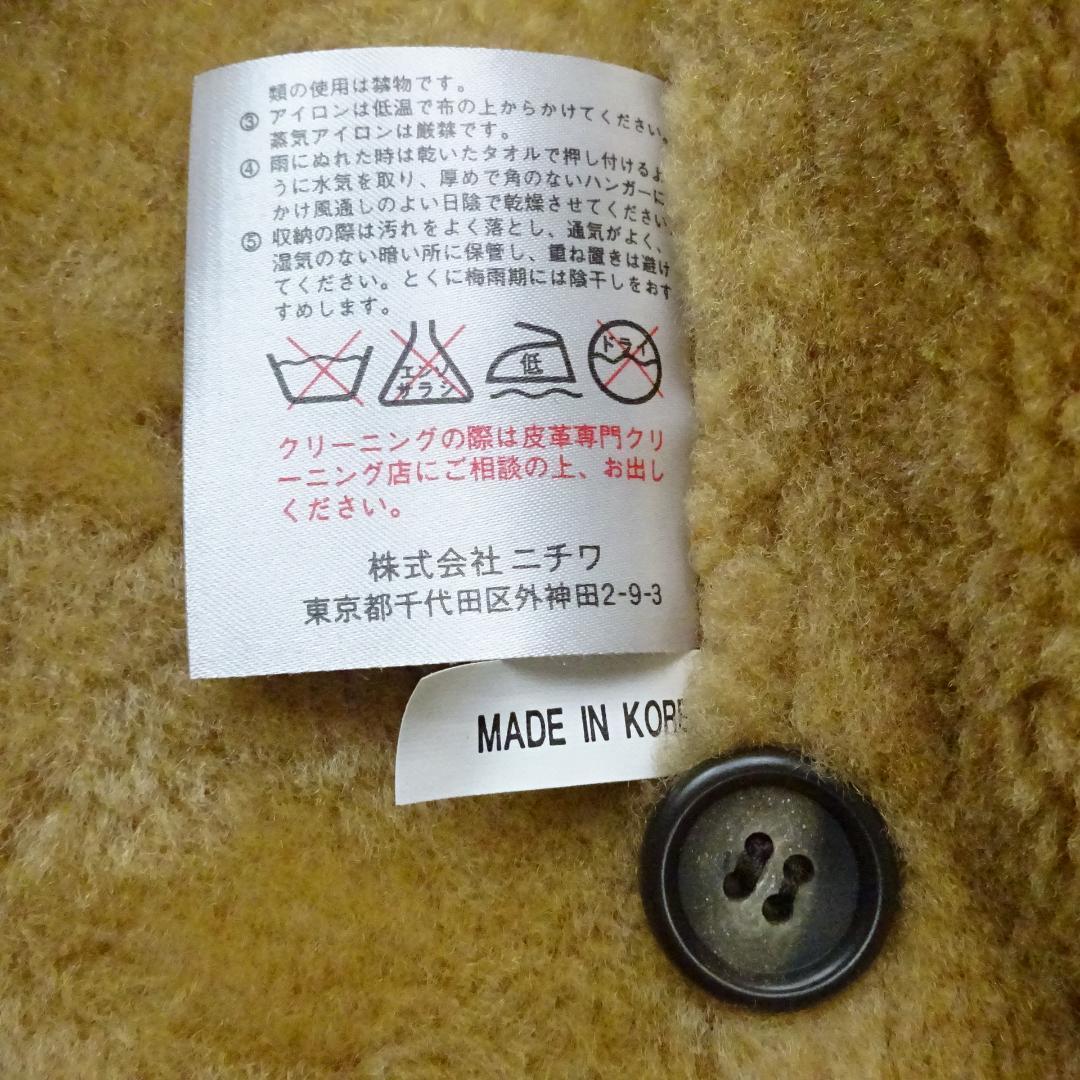 類の使用は禁物です。
③ アイロンは低温で布の上からかけてください。
蒸気アイロンは厳禁です。
④ 雨にぬれた時は乾いたタオルで押し付けるよ
うに水気を取り、厚めで角のないハンガーに
かけ風通しのよい日陰で乾燥させてください。
⑤ 収納の際は汚れをよく落とし、通気がよく、
湿気のない暗い所に保管し、重ね置きは避け
てください。とくに梅雨期には陰干しをおす
すめします。
エンソ
サラシ
低
ドライ
クリーニングの際は皮革専門クリ
ーニング店にご相談の上、お出し
ください。
株式会社 ニチワ
東京都千代田区外神田2-9-3
MADE IN KORE